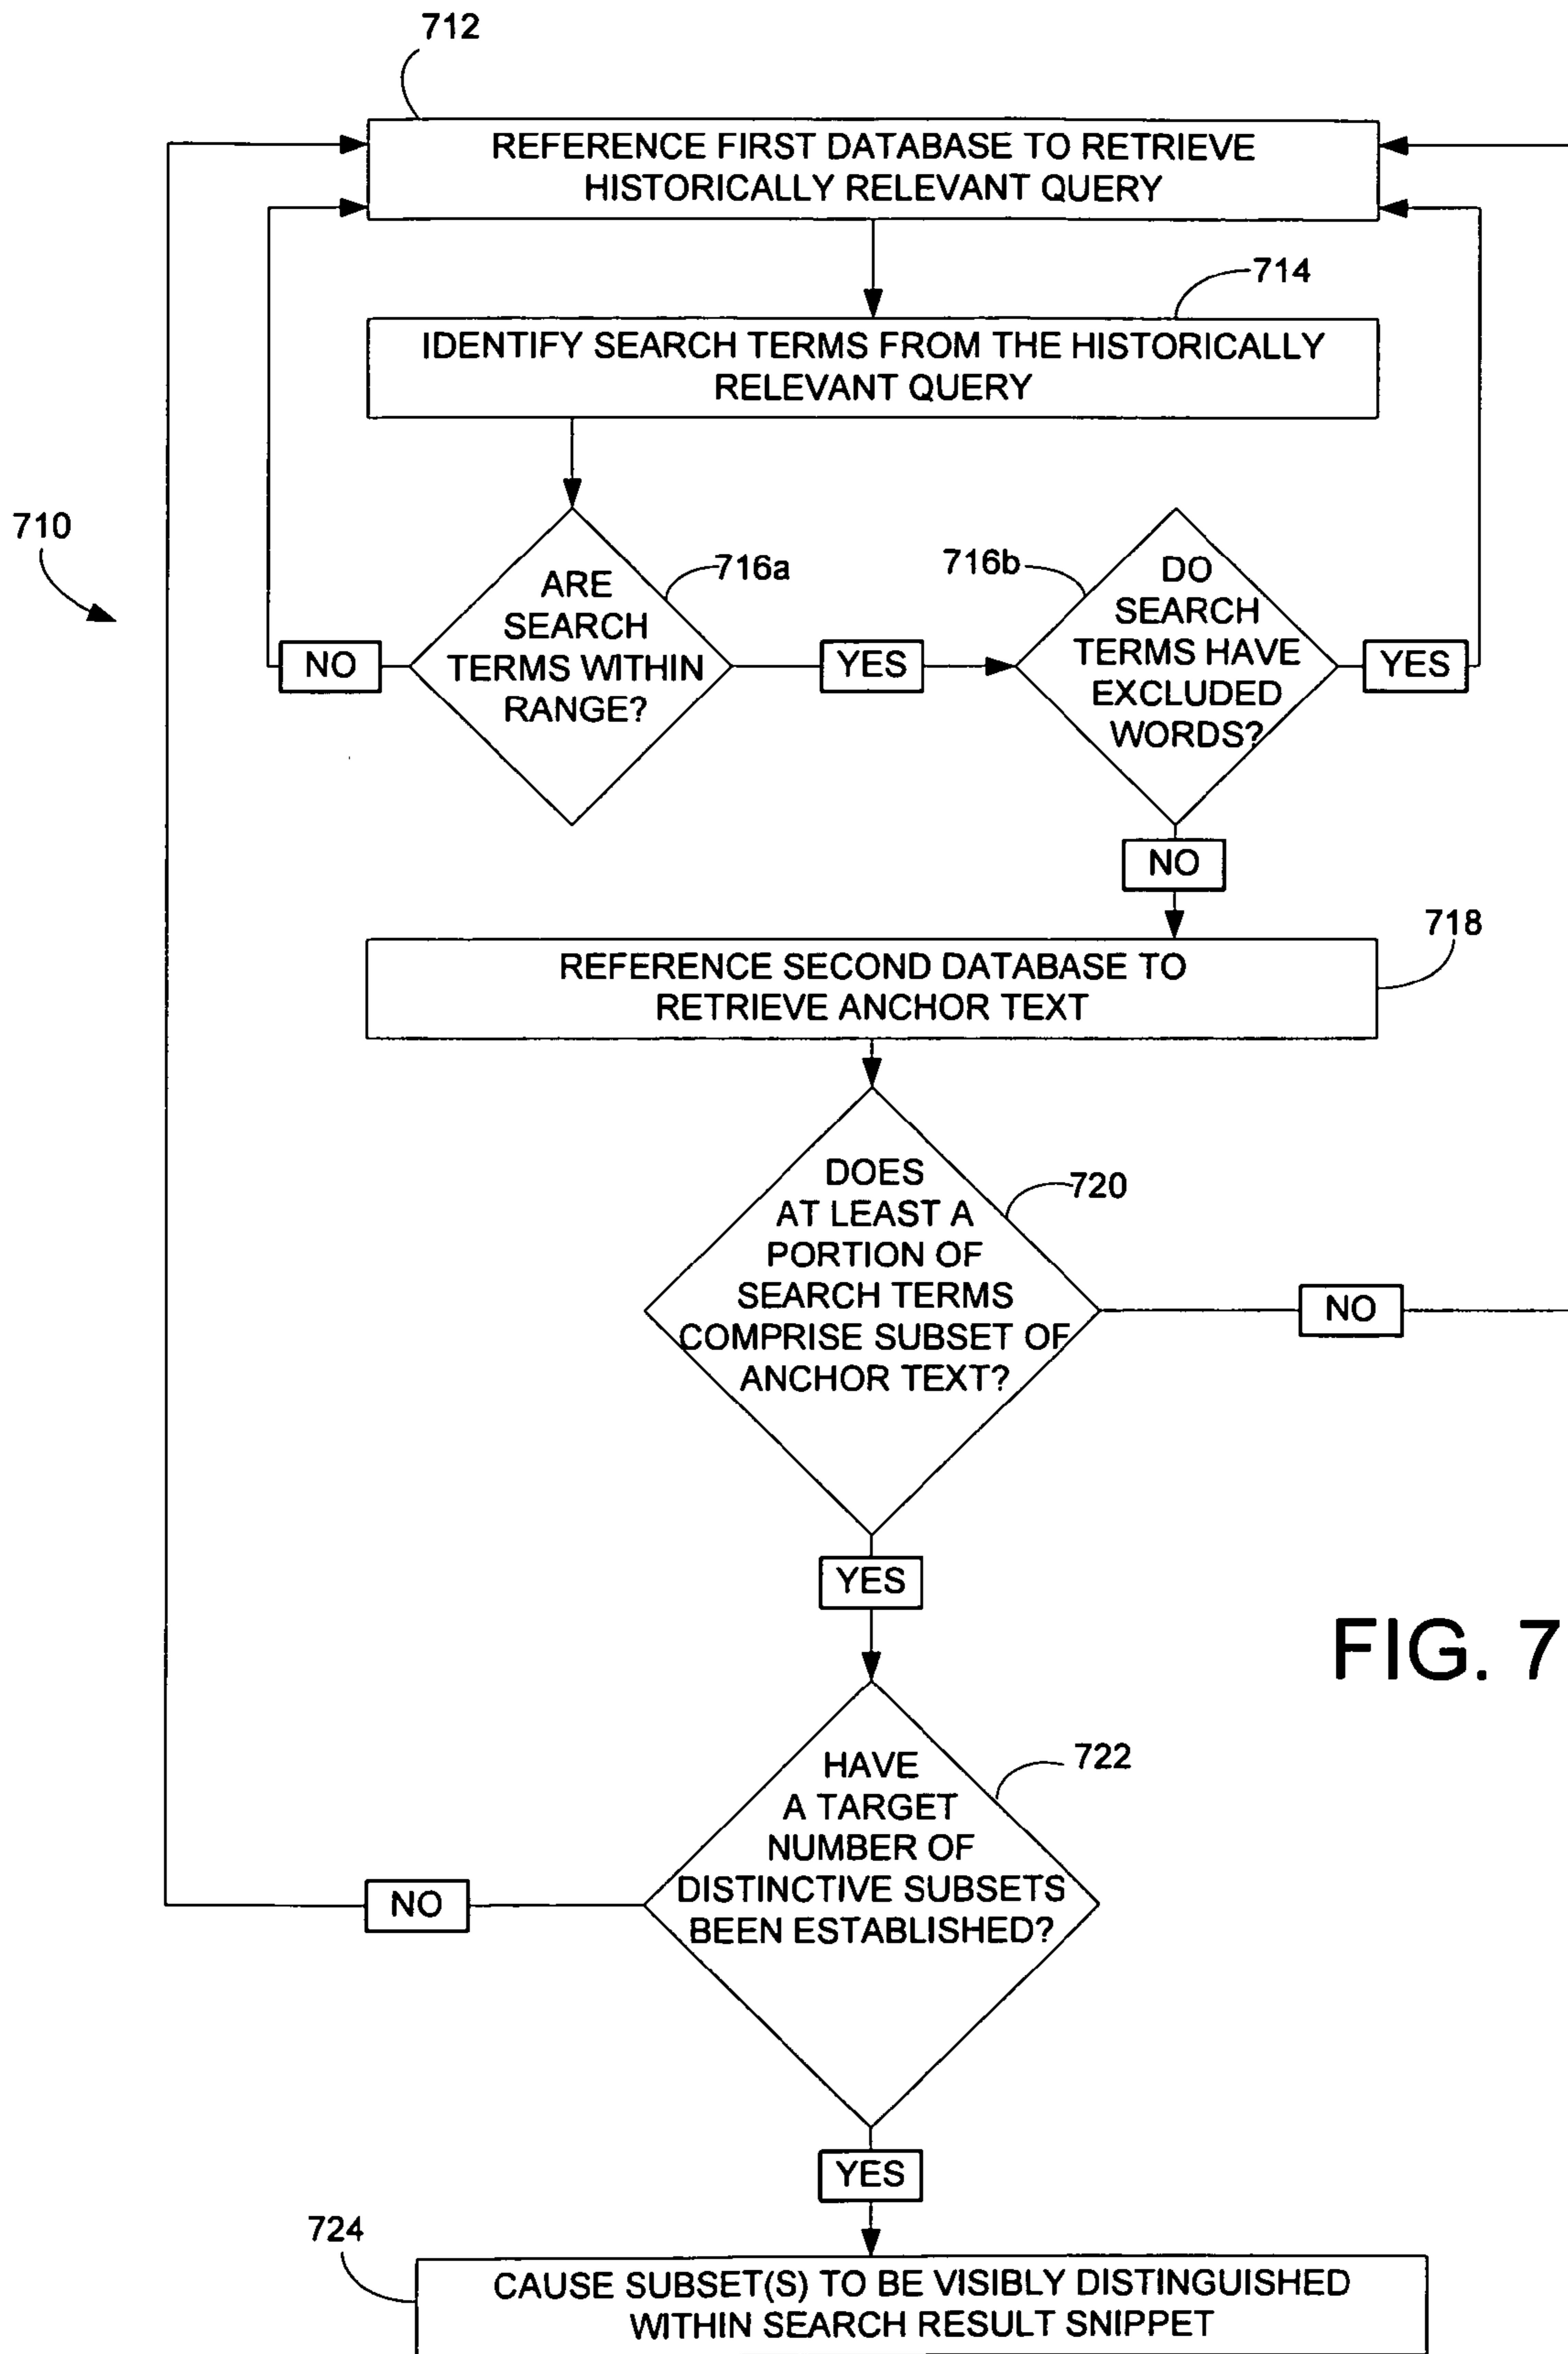 712
REFERENCE FIRST DATABASE TO RETRIEVE
HISTORICALLY RELEVANT QUERY
714
IDENTIFY SEARCH TERMS FROM THE HISTORICALLY
RELEVANT QUERY
710
716a
ARE
SEARCH
TERMS WITHIN
RANGE?
NO
YES
716b
DO
SEARCH
TERMS HAVE
EXCLUDED
WORDS?
YES
NO
718
REFERENCE SECOND DATABASE TO
RETRIEVE ANCHOR TEXT
720
DOES
AT LEAST A
PORTION OF
SEARCH TERMS
COMPRISE SUBSET OF
ANCHOR TEXT?
NO
YES
FIG. 7
722
HAVE
A TARGET
NUMBER OF
DISTINCTIVE SUBSETS
BEEN ESTABLISHED?
NO
YES
724
CAUSE SUBSET(S) TO BE VISIBLY DISTINGUISHED
WITHIN SEARCH RESULT SNIPPET